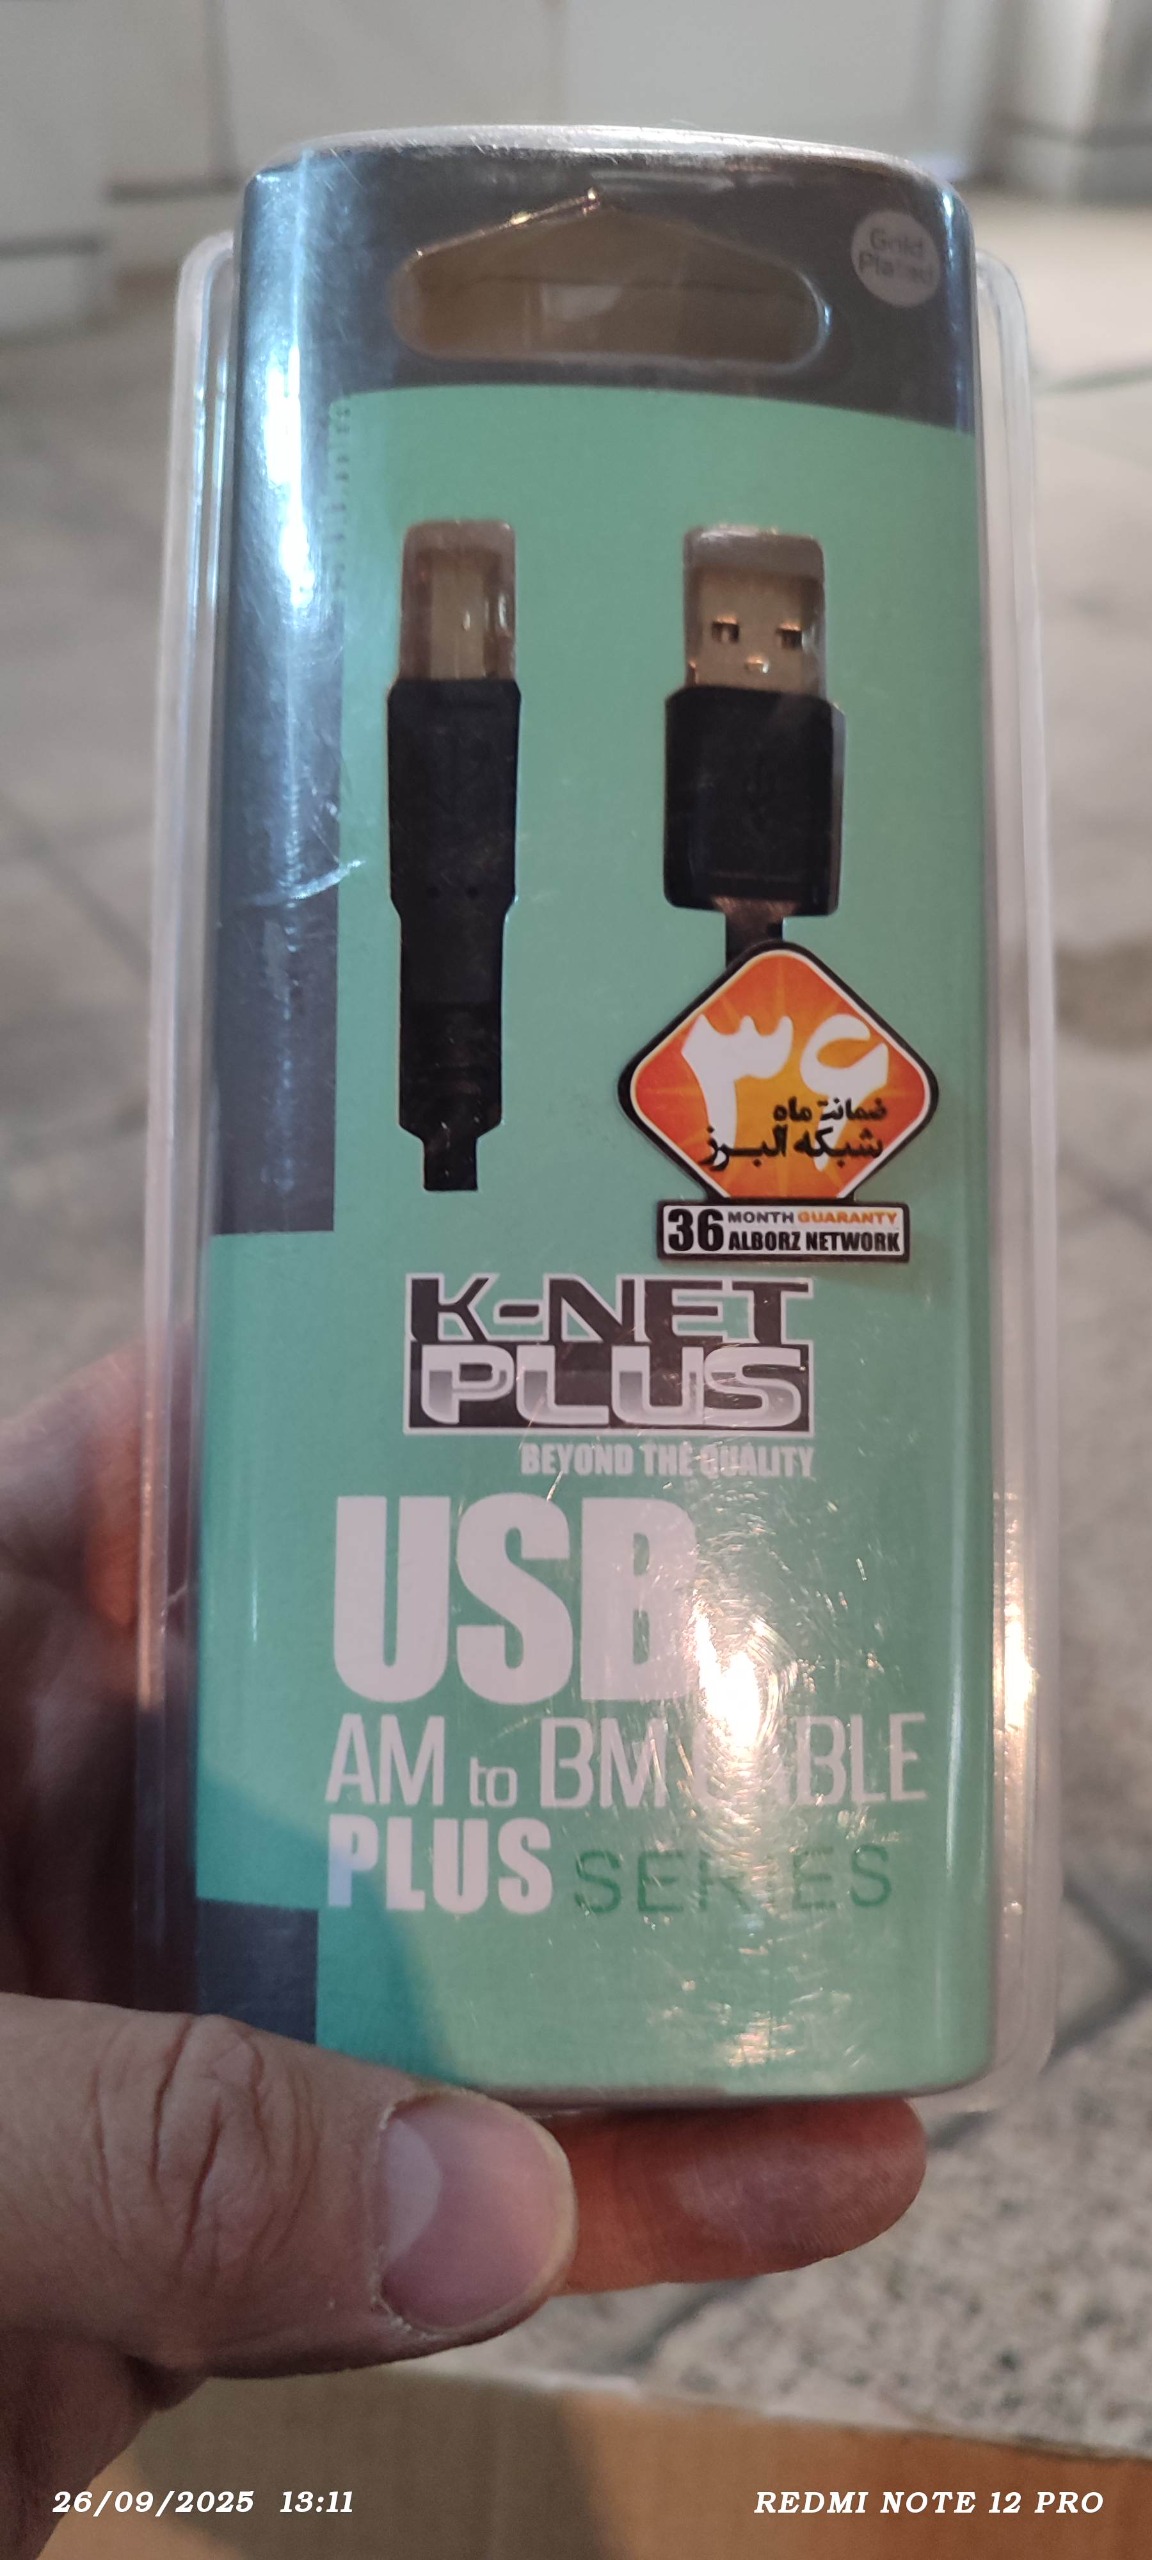 Gold
Plated
۳۶
ضمانت ماه
شبکه البرز
36 MONTH GUARANTY
ALBORZ NETWORK
K-NET
PLUS
BEYOND THE QUALITY
USB
AM to BM CABLE
PLUS SERIES
26/09/2025 13:11
REDMI NOTE 12 PRO